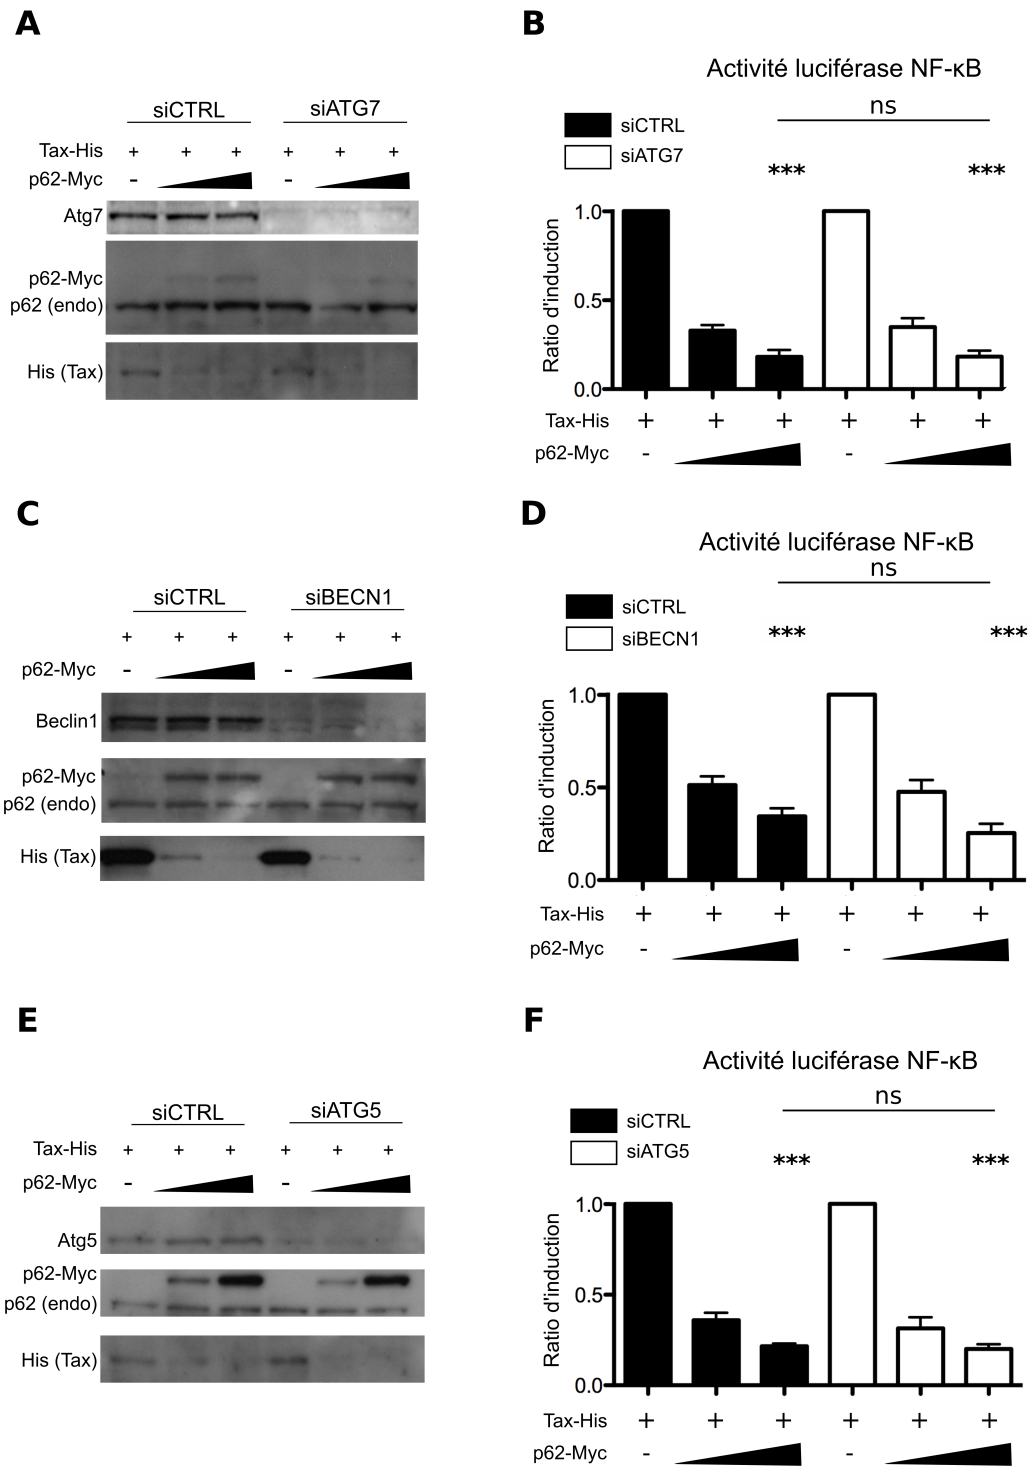 A
siCTRL siATG7
Tax-His + + + + + +
p62-Myc - -
Atg7
p62-Myc
p62 (endo)
His (Tax)
B
Activité luciférase NF-κB
ns
siCTRL
siATG7
*** ***
Ratio d'induction
1.0
0.5
0.0
Tax-His + + + + + +
p62-Myc - -
C
siCTRL siBECN1
+ + + + + +
p62-Myc - -
Beclin1
p62-Myc
p62 (endo)
His (Tax)
D
Activité luciférase NF-κB
ns
siCTRL
siBECN1
*** ***
Ratio d'induction
1.0
0.5
0.0
Tax-His + + + + + +
p62-Myc - -
E
siCTRL siATG5
Tax-His + + + + + +
p62-Myc - -
Atg5
p62-Myc
p62 (endo)
His (Tax)
F
Activité luciférase NF-κB
ns
siCTRL
siATG5
*** ***
Ratio d'induction
1.0
0.5
0.0
Tax-His + + + + + +
p62-Myc - -